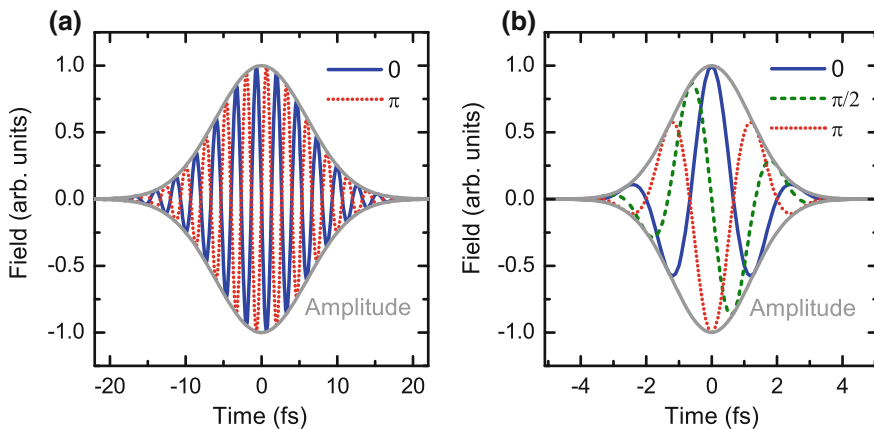 (a)
Field (arb. units)
1.0
0.5
0.0
-0.5
-1.0
0
π
Amplitude
-20 -10 0 10 20
Time (fs)
(b)
Field (arb. units)
1.0
0.5
0.0
-0.5
-1.0
0
π/2
π
Amplitude
-4 -2 0 2 4
Time (fs)